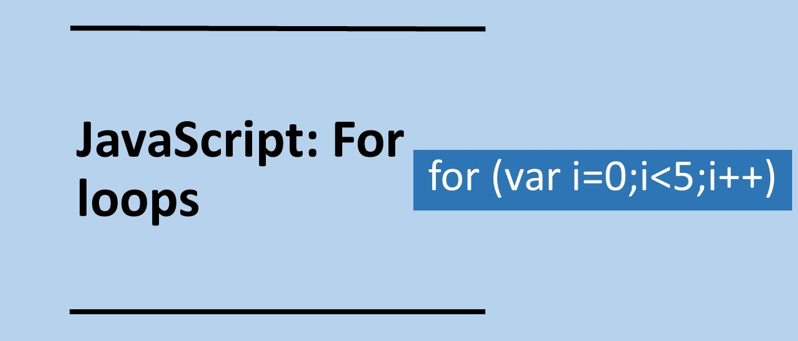 JavaScript: For
loops
for (var i=0;i<5;i++)